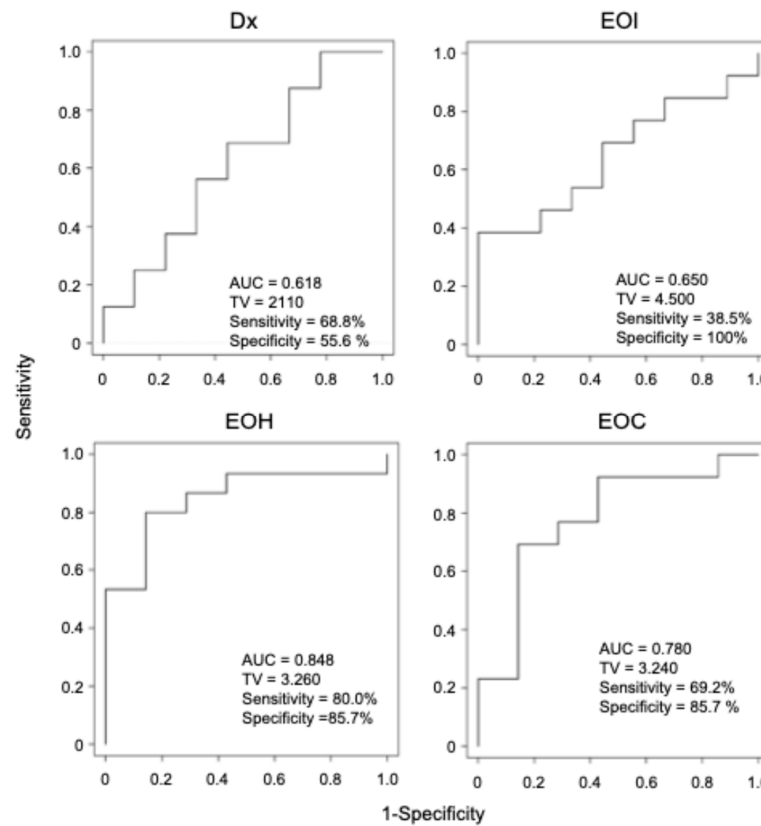 Dx
1.0
0.8
0.6
0.4
0.2
0
AUC = 0.618
TV = 2110
Sensitivity = 68.8%
Specificity = 55.6 %
0 0.2 0.4 0.6 0.8 1.0
EOI
1.0
0.8
0.6
0.4
0.2
0
AUC = 0.650
TV = 4.500
Sensitivity = 38.5%
Specificity = 100%
0 0.2 0.4 0.6 0.8 1.0
Sensitivity
EOH
1.0
0.8
0.6
0.4
0.2
0
AUC = 0.848
TV = 3.260
Sensitivity = 80.0%
Specificity =85.7%
0 0.2 0.4 0.6 0.8 1.0
EOC
1.0
0.8
0.6
0.4
0.2
0
AUC = 0.780
TV = 3.240
Sensitivity = 69.2%
Specificity = 85.7 %
0 0.2 0.4 0.6 0.8 1.0
1-Specificity